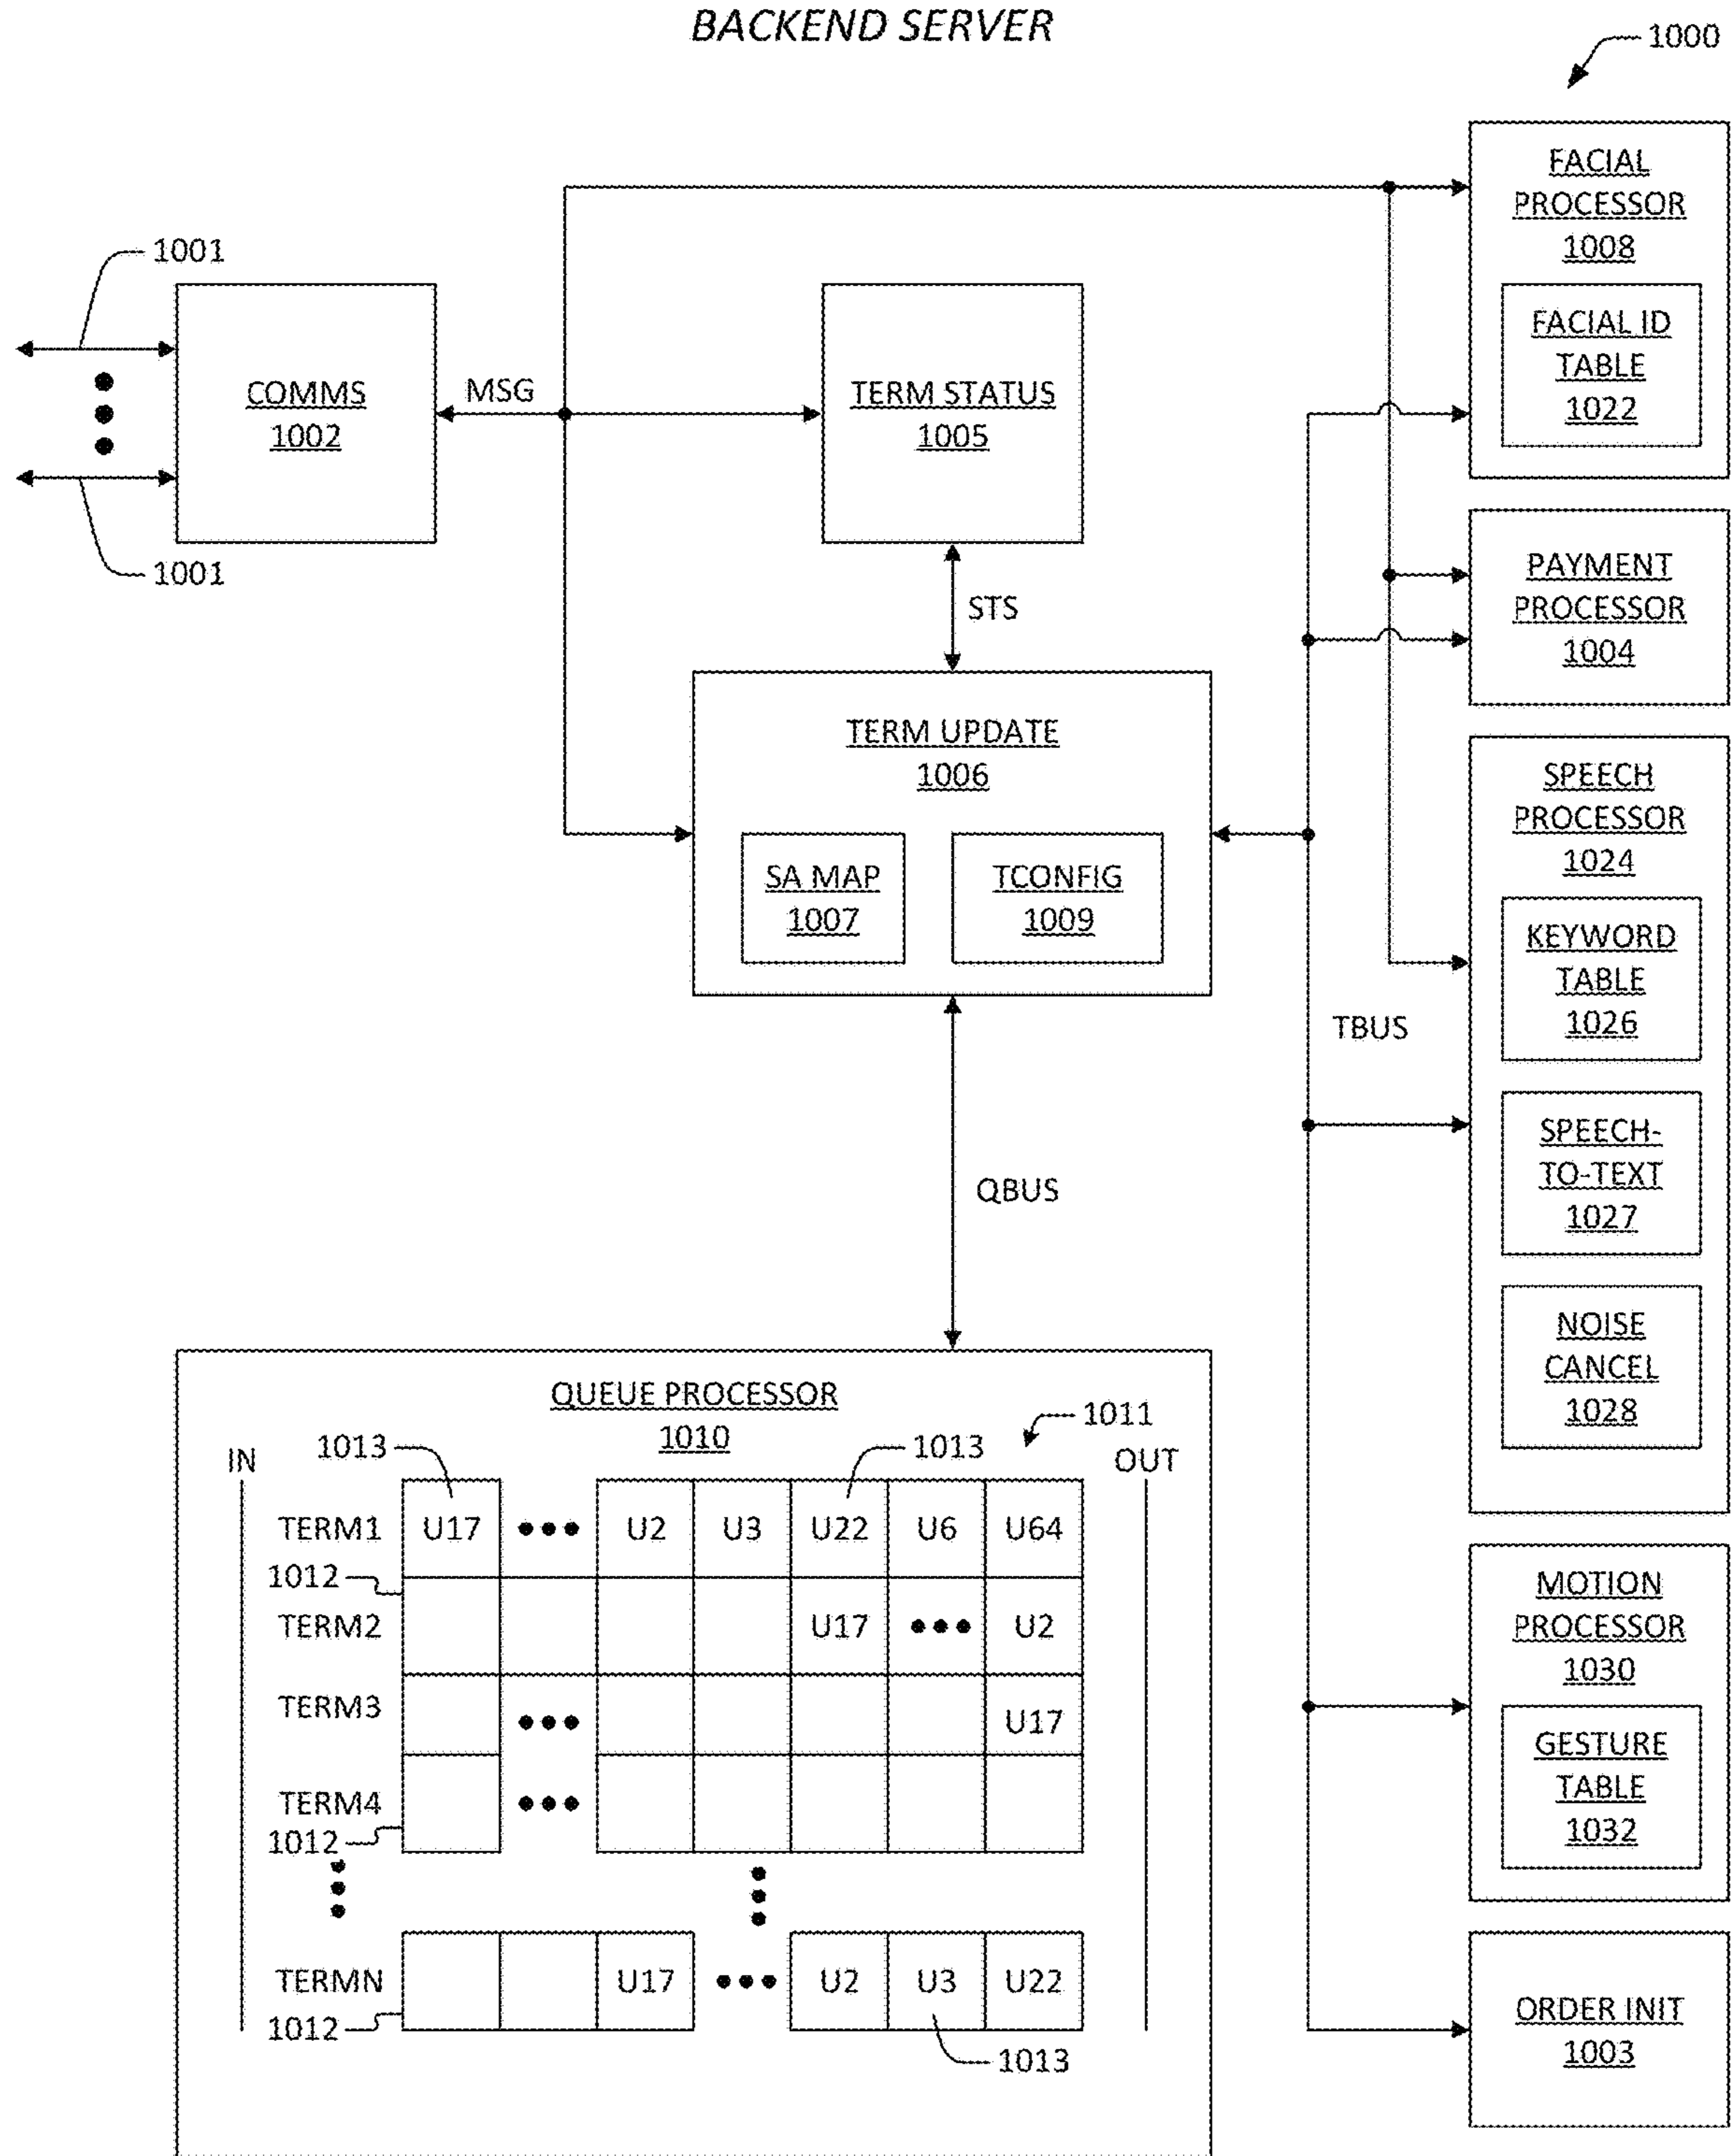 BACKEND SERVER
1000
FACIAL
PROCESSOR
1008
FACIAL ID
TABLE
1022
1001
COMMS
1002
MSG
TERM STATUS
1005
1001
STS
PAYMENT
PROCESSOR
1004
TERM UPDATE
1006
SA MAP
1007
TCONFIG
1009
SPEECH
PROCESSOR
1024
KEYWORD
TABLE
1026
TBUS
SPEECH-
TO-TEXT
1027
QBUS
NOISE
CANCEL
1028
QUEUE PROCESSOR
1010
1011
IN
1013
1013
OUT
TERM1 U17 U2 U3 U22 U6 U64
1012
TERM2 U17 U2
TERM3 U17
TERM4
1012
TERMN U17 U2 U3 U22
1012
1013
MOTION
PROCESSOR
1030
GESTURE
TABLE
1032
ORDER INIT
1003